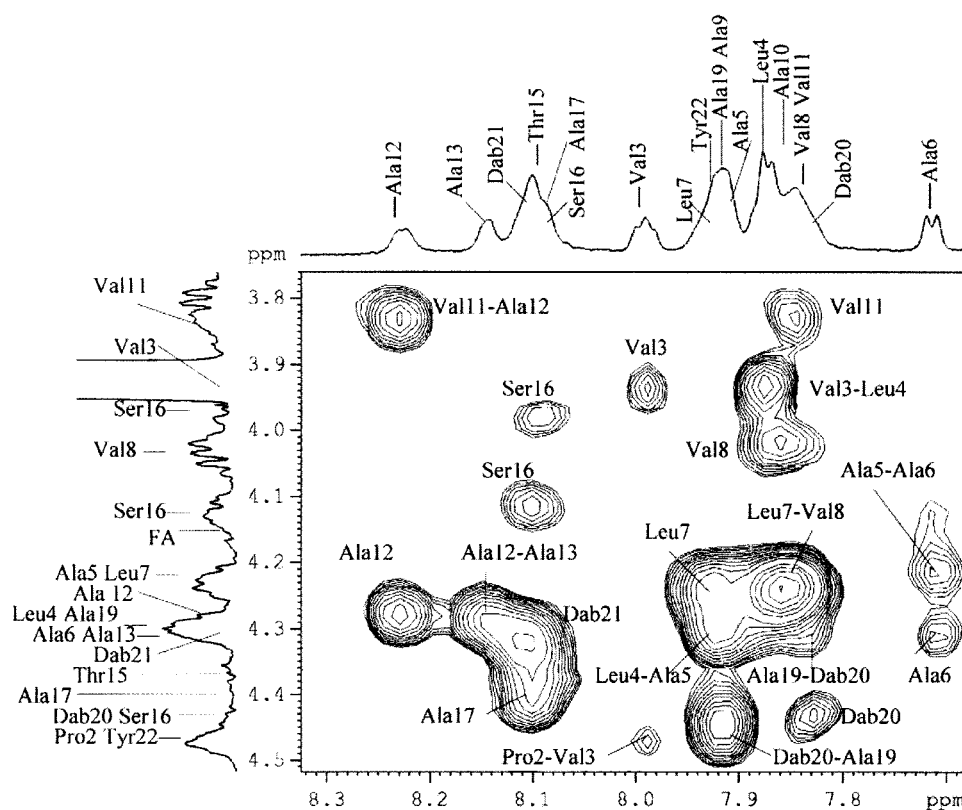 Ala12
Ala13
Dab21
Thr15
Ser16
Ala17
Val3
Leu7
Tyr22
Ala19 Ala9
Ala5
Leu4
Ala10
Val8 Val11
Dab20
Ala6
ppm
Val11
Val3
Ser16
Val8
Ser16
FA
Ala5 Leu7
Ala 12
Leu4 Ala19
Ala6 Ala13
Dab21
Thr15
Ala17
Dab20 Ser16
Pro2 Tyr22
ppm
3.8
3.9
4.0
4.1
4.2
4.3
4.4
4.5
Val11-Ala12
Val11
Val3
Val3-Leu4
Ser16
Val8
Ala5-Ala6
Ser16
Leu7
Leu7-Val8
Ala12
Ala12-Ala13
Dab21
Leu4-Ala5
Ala19-Dab20
Ala6
Ala17
Dab20
Pro2-Val3
Dab20-Ala19
8.3
8.2
8.1
8.0
7.9
7.8
ppm